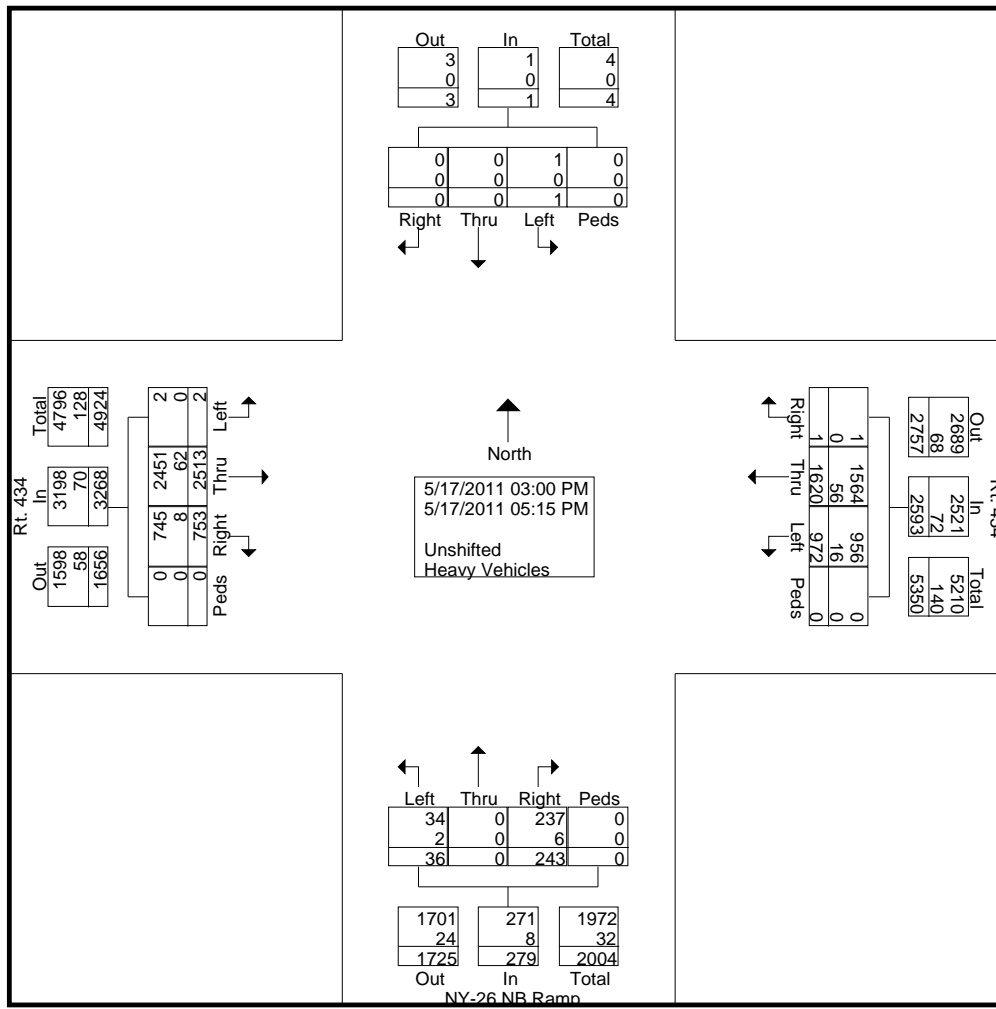 Out In Total
3 1 4
0 0 0
3 1 4
0 0 1 0
0 0 0 0
0 0 1 0
Right Thru Left Peds
Rt. 434
Total In Out
4796 3198 1598
128 70 58
4924 3268 1656
2 2451 745 0
0 62 8 0
2 2513 753 0
Left Thru Right Peds
North
5/17/2011 03:00 PM
5/17/2011 05:15 PM
Unshifted
Heavy Vehicles
Rt. 434
Out In Total
2689 2521 5210
68 72 140
2757 2593 5350
1 1564 956 0
0 56 16 0
1 1620 972 0
Right Thru Left Peds
Left Thru Right Peds
34 0 237 0
2 0 6 0
36 0 243 0
1701 271 1972
24 8 32
1725 279 2004
Out In Total
NY-26 NB Ramp